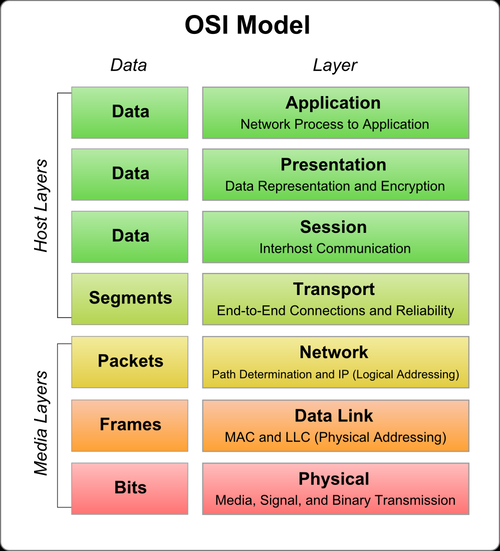 OSI Model
Data
Layer
Host Layers
Data
Application
Network Process to Application
Data
Presentation
Data Representation and Encryption
Data
Session
Interhost Communication
Segments
Transport
End-to-End Connections and Reliability
Media Layers
Packets
Network
Path Determination and IP (Logical Addressing)
Frames
Data Link
MAC and LLC (Physical Addressing)
Bits
Physical
Media, Signal, and Binary Transmission